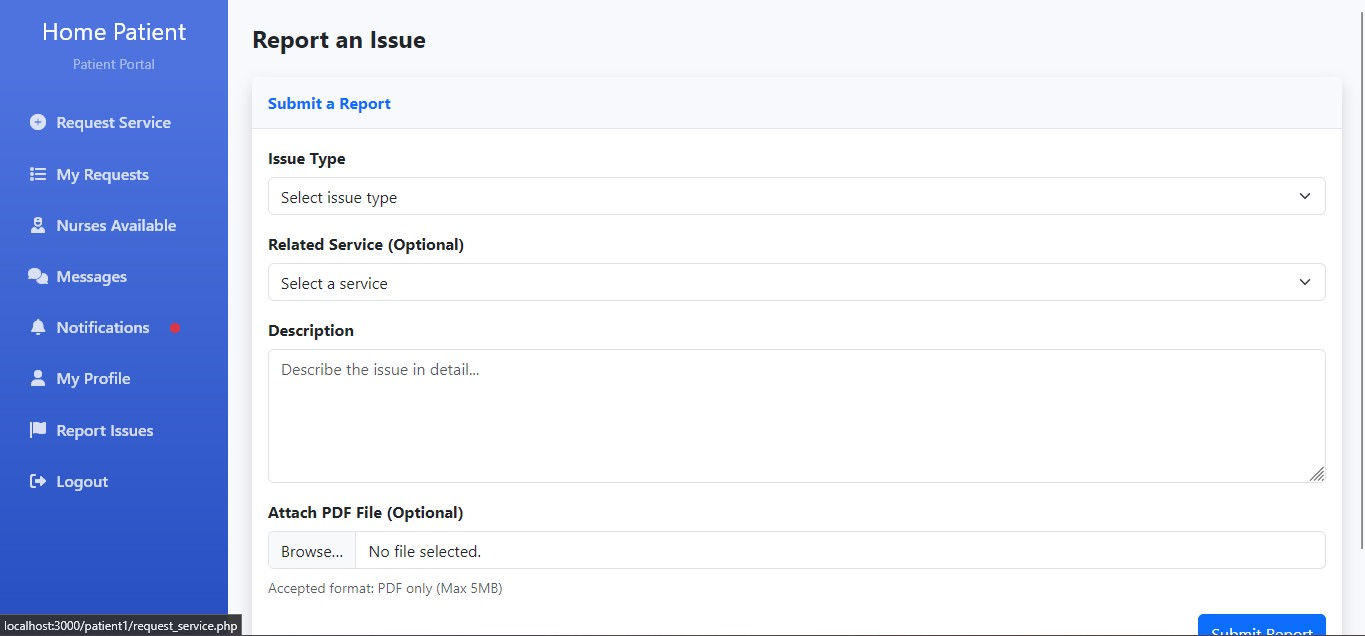 Home Patient
Patient Portal
Request Service
My Requests
Nurses Available
Messages
Notifications
My Profile
Report Issues
Logout
localhost:3000/patient1/request_service.php
Report an Issue
Submit a Report
Issue Type
Select issue type
Related Service (Optional)
Select a service
Description
Describe the issue in detail...
Attach PDF File (Optional)
Browse... No file selected.
Accepted format: PDF only (Max 5MB)
Submit Report